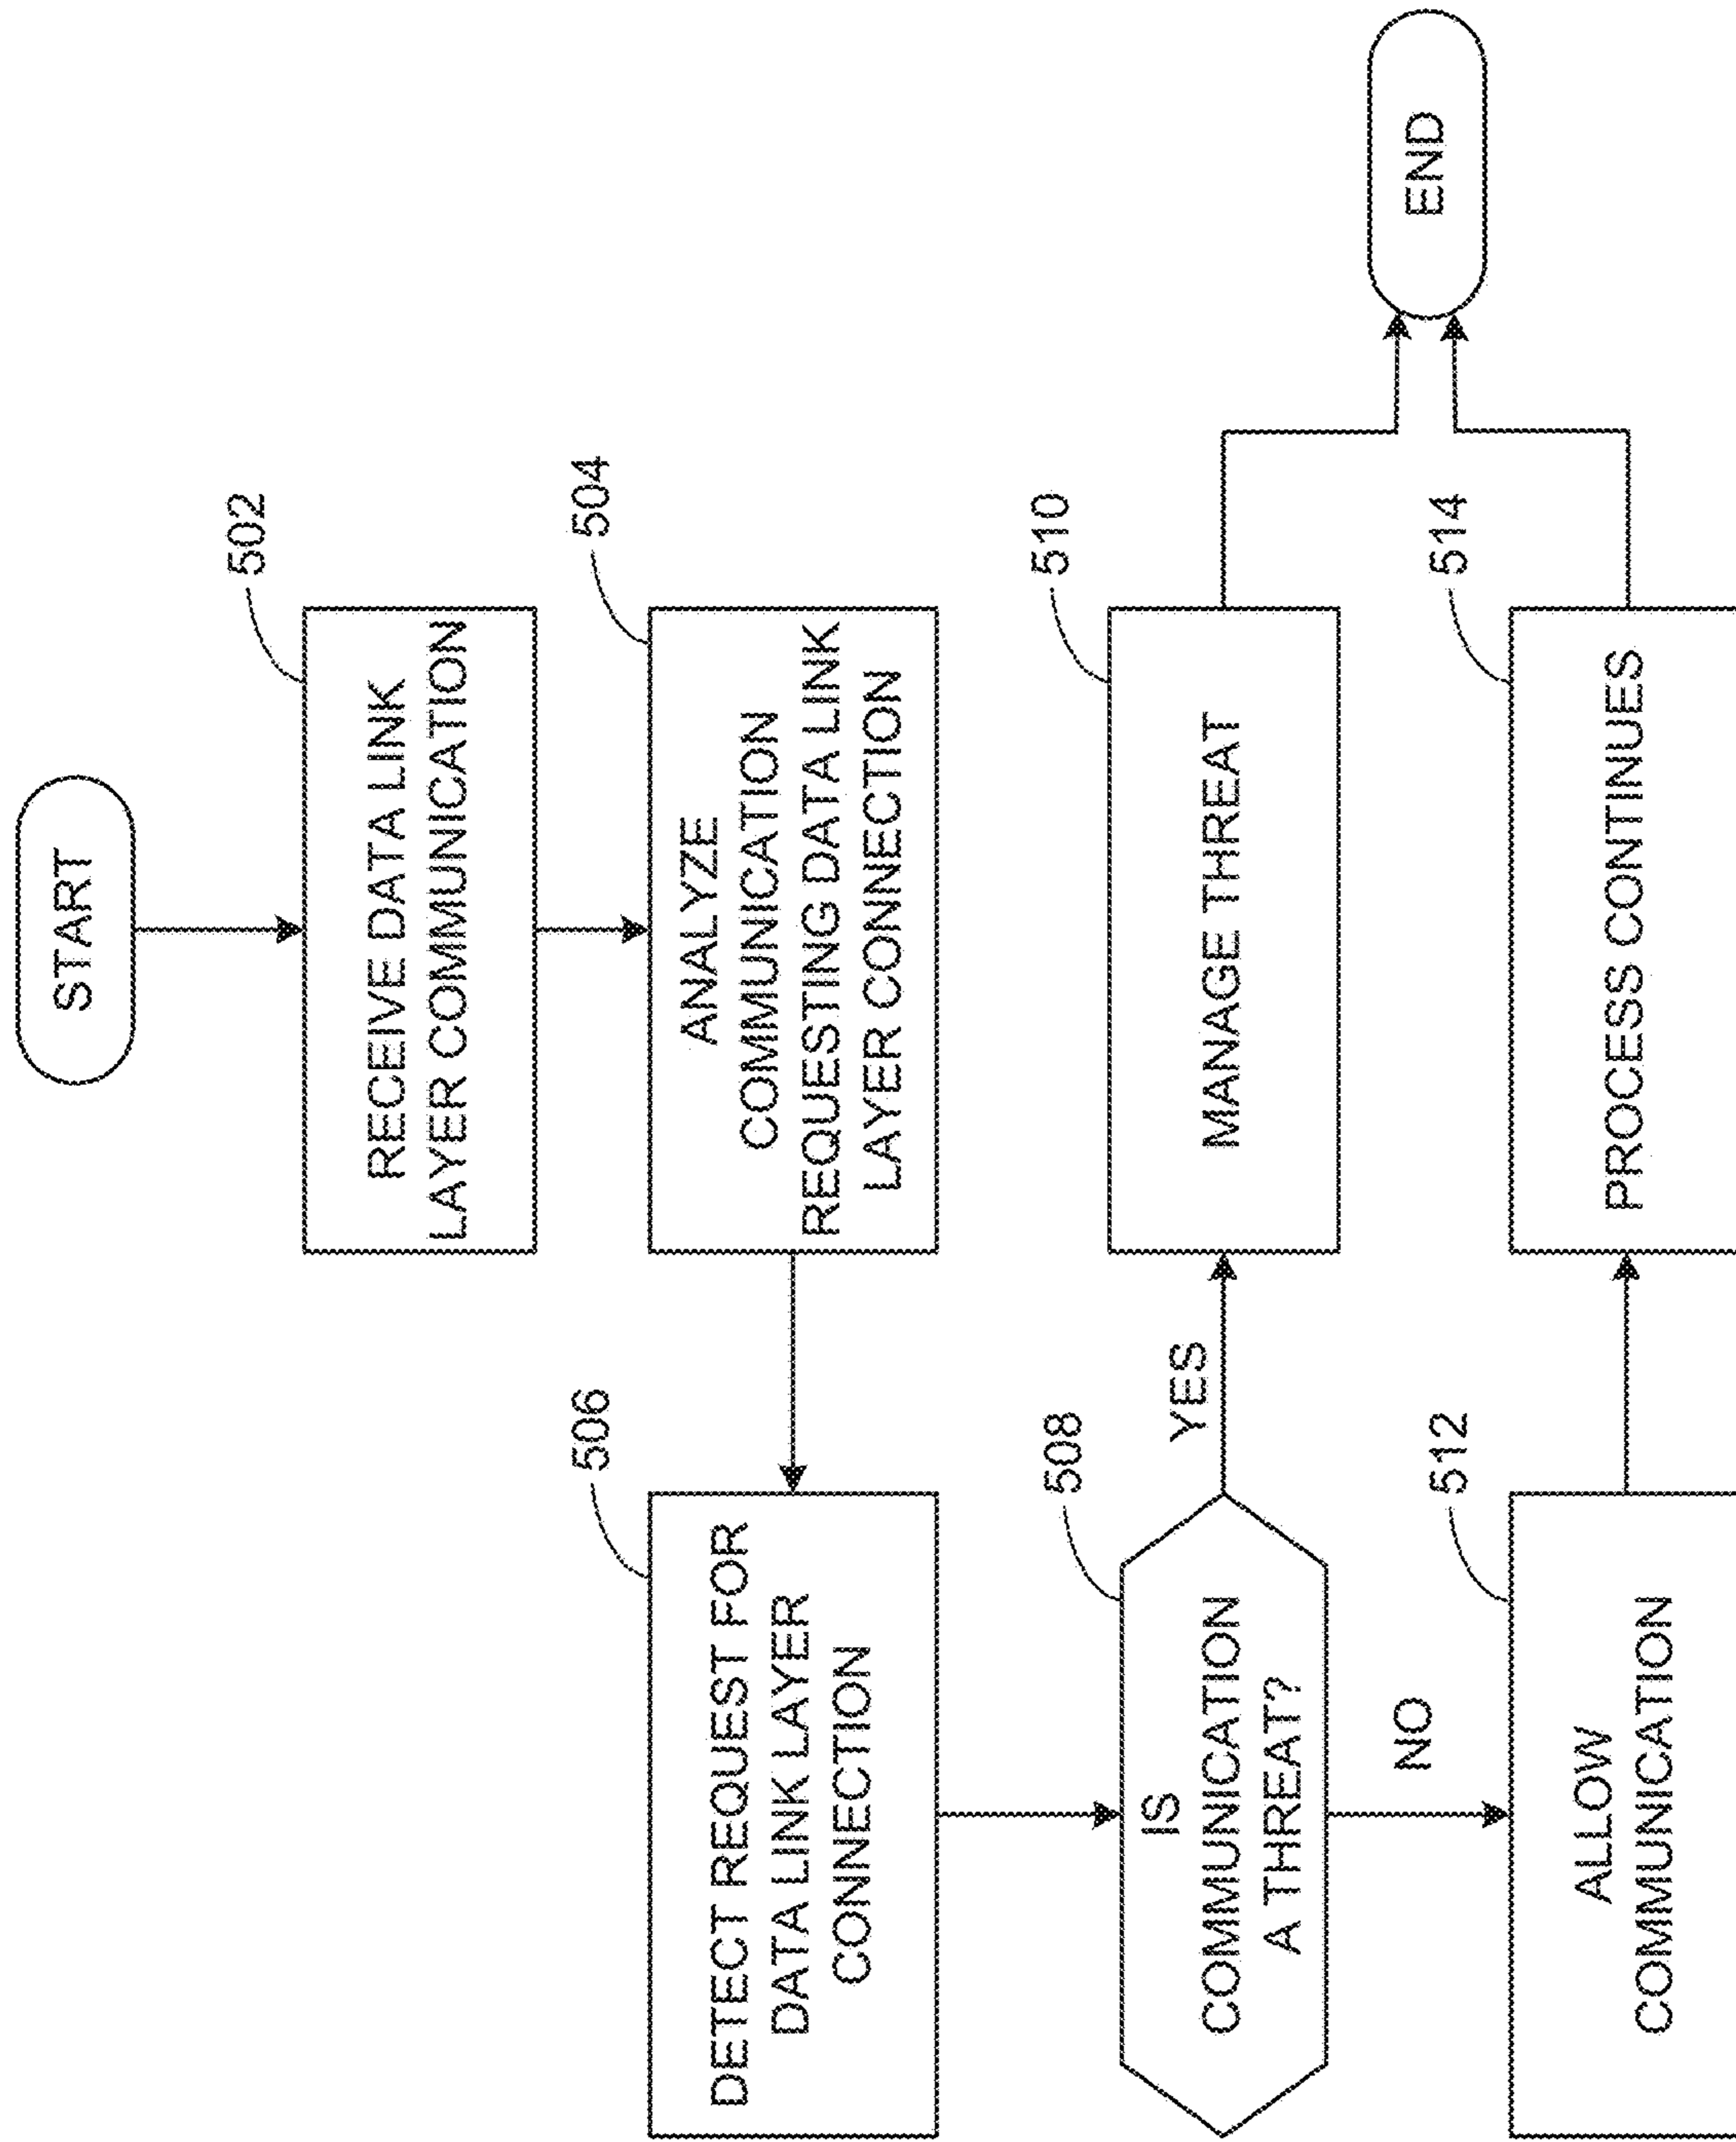 START
502
RECEIVE DATA LINK
LAYER COMMUNICATION
504
ANALYZE
COMMUNICATION
REQUESTING DATA LINK
LAYER CONNECTION
506
DETECT REQUEST FOR
DATA LINK LAYER
CONNECTION
508
IS
COMMUNICATION
A THREAT?
YES
510
MANAGE THREAT
NO
512
ALLOW
COMMUNICATION
514
PROCESS CONTINUES
END